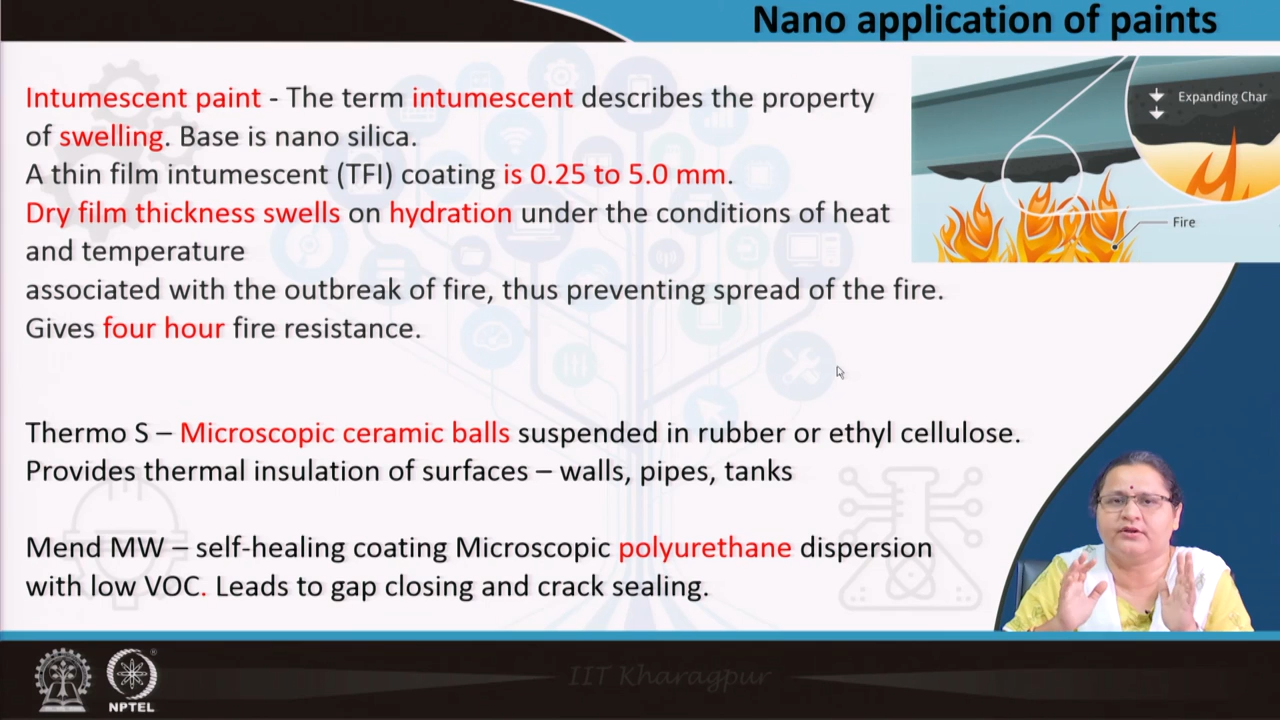 Nano application of paints
Intumescent paint - The term intumescent describes the property
of swelling. Base is nano silica.
A thin film intumescent (TFI) coating is 0.25 to 5.0 mm.
Dry film thickness swells on hydration under the conditions of heat
and temperature
associated with the outbreak of fire, thus preventing spread of the fire.
Gives four hour fire resistance.
Expanding Char
Fire
Thermo S – Microscopic ceramic balls suspended in rubber or ethyl cellulose.
Provides thermal insulation of surfaces – walls, pipes, tanks
Mend MW – self-healing coating Microscopic polyurethane dispersion
with low VOC. Leads to gap closing and crack sealing.
IIT Kharagpur
NPTEL